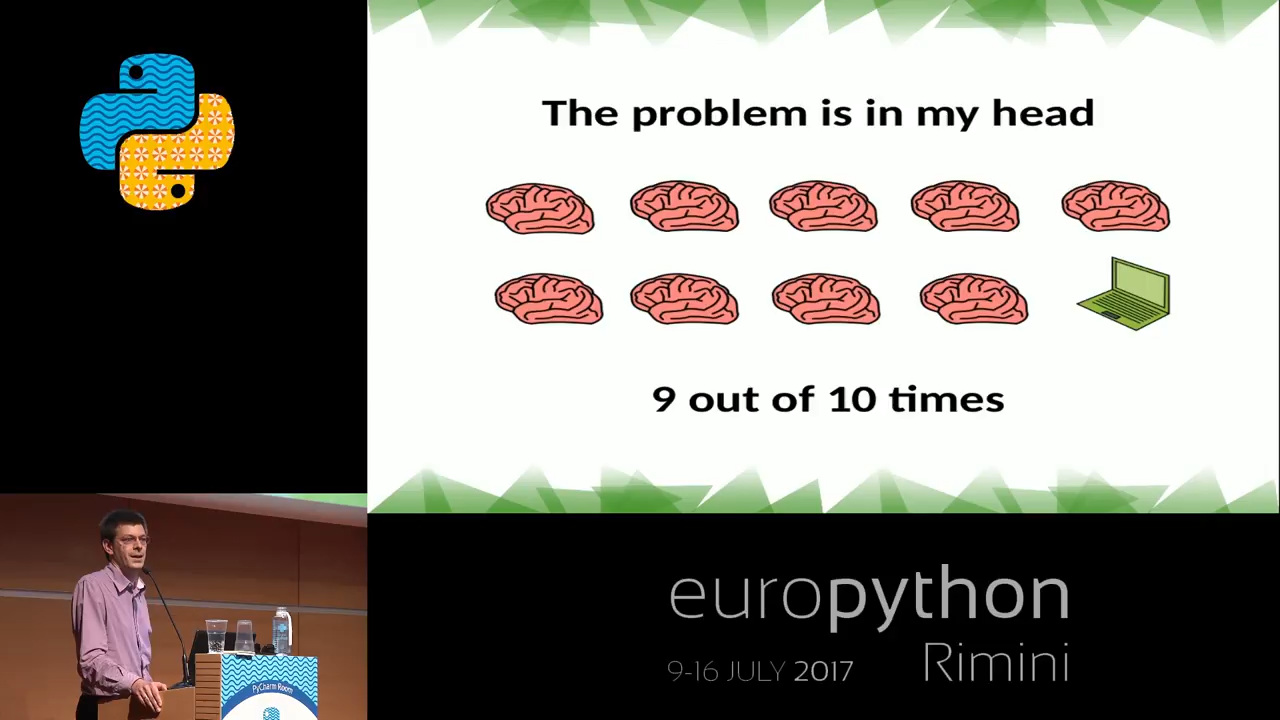 The problem is in my head
9 out of 10 times
PyCharm Room
europython
Rimini
9-16 JULY 2017